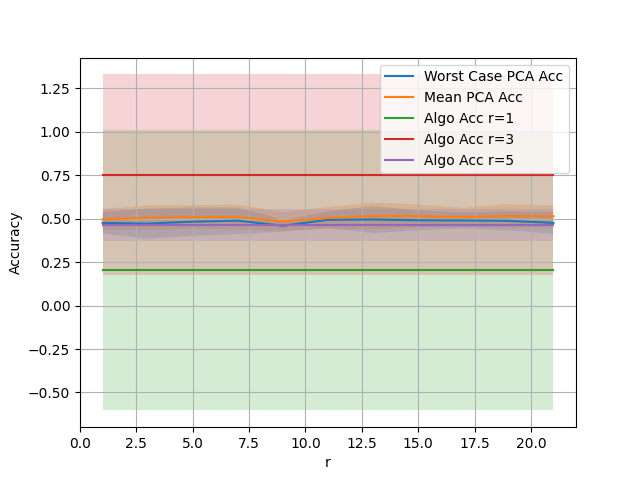 Worst Case PCA Acc
Mean PCA Acc
Algo Acc r=1
Algo Acc r=3
Algo Acc r=5
1.25
1.00
0.75
0.50
0.25
0.00
−0.25
−0.50
Accuracy
0.0 2.5 5.0 7.5 10.0 12.5 15.0 17.5 20.0
r